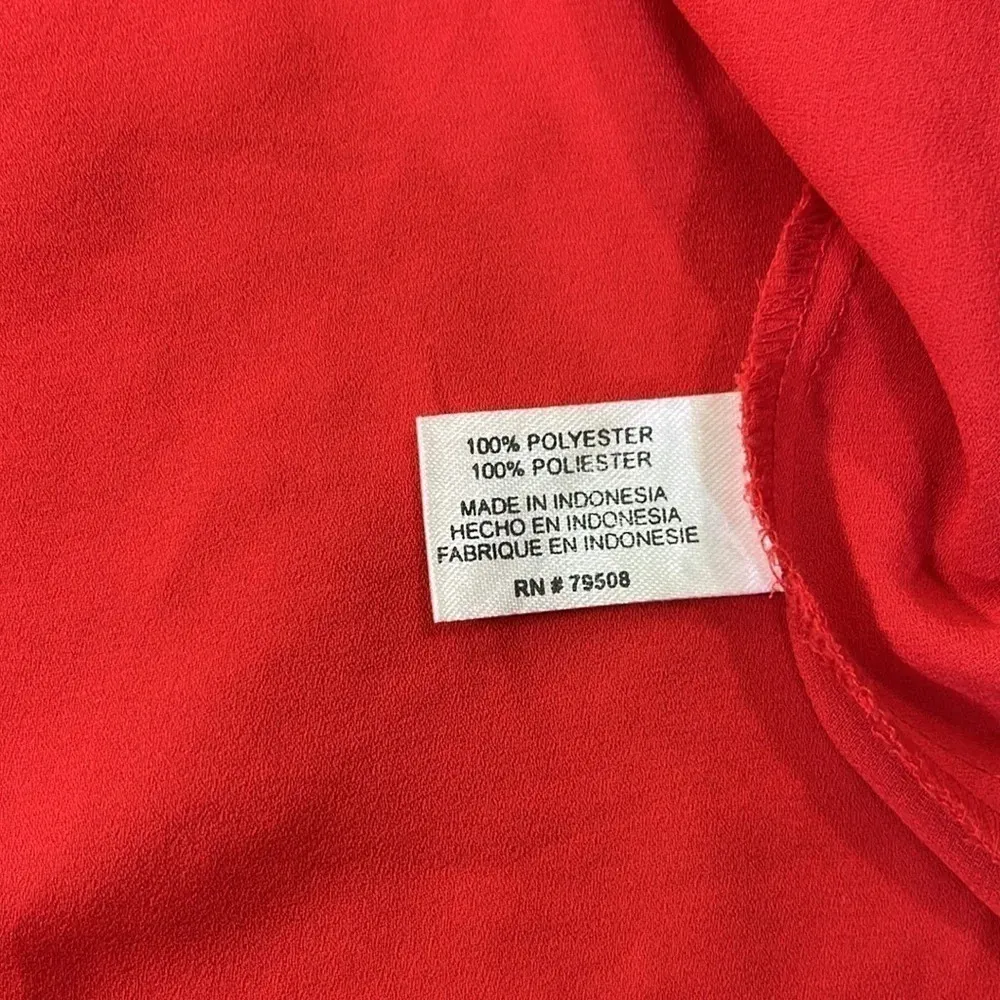 100% POLYESTER
100% POLIESTER
MADE IN INDONESIA
HECHO EN INDONESIA
FABRIQUE EN INDONESIE
RN # 79508